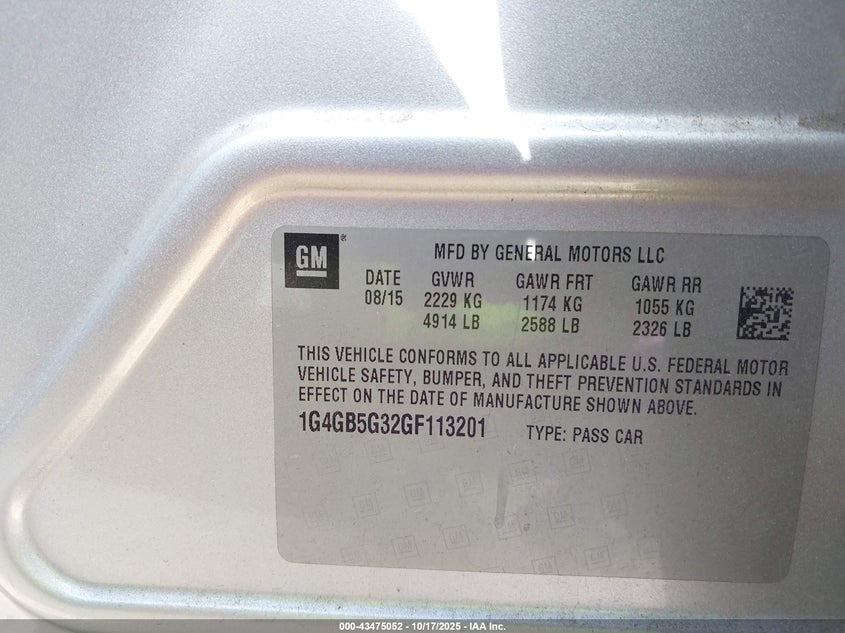 GM®
MFD BY GENERAL MOTORS LLC
DATE GVWR GAWR FRT GAWR RR
08/15 2229 KG 1174 KG 1055 KG
4914 LB 2588 LB 2326 LB
THIS VEHICLE CONFORMS TO ALL APPLICABLE U.S. FEDERAL MOTOR
VEHICLE SAFETY, BUMPER, AND THEFT PREVENTION STANDARDS IN
EFFECT ON THE DATE OF MANUFACTURE SHOWN ABOVE.
1G4GB5G32GF113201 TYPE: PASS CAR
000-43475052 - 10/17/2025 - IAA Inc.